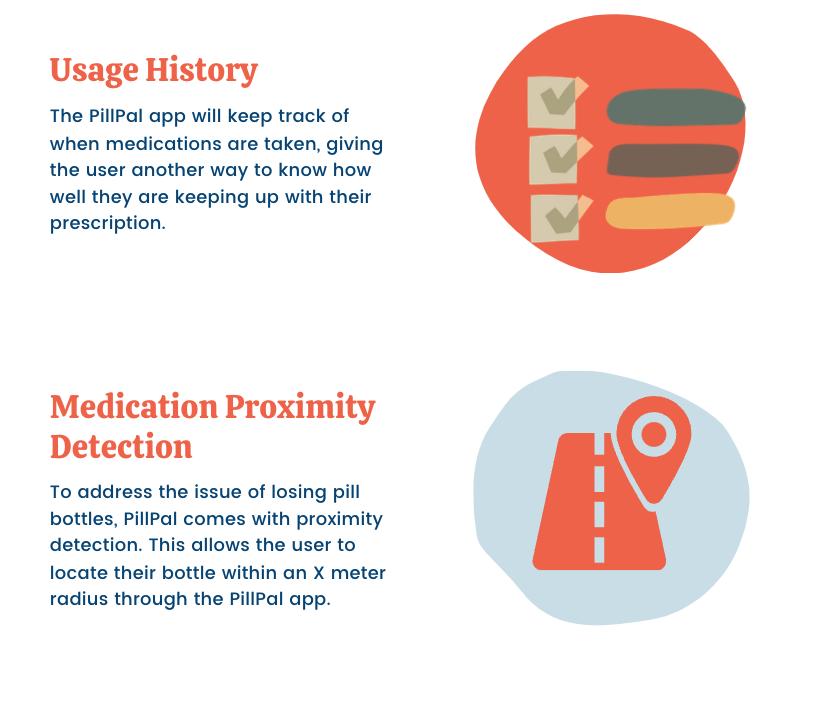 Usage History
The PillPal app will keep track of
when medications are taken, giving
the user another way to know how
well they are keeping up with their
prescription.
Medication Proximity
Detection
To address the issue of losing pill
bottles, PillPal comes with proximity
detection. This allows the user to
locate their bottle within an X meter
radius through the PillPal app.